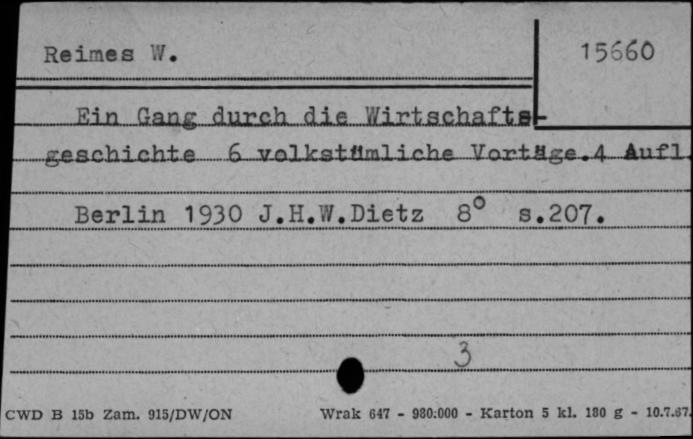 Reimes W.
15660
Ein Gang durch die Wirtschafts-
geschichte 6 volkstümliche Vortäge.4 Aufl.
Berlin 1930 J.H.W.Dietz 8° s.207.
3
CWD B 15b Zam. 915/DW/ON
Wrak 647 - 980.000 - Karton 5 kl. 180 g - 10.7.67.